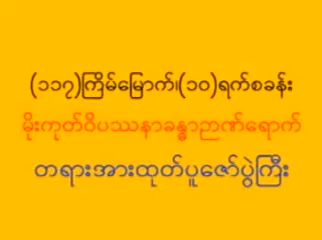 (၁၁၇)ကြိမ်မြောက်၊(၁၀)ရက်စခန်း
မိုးကုတ်ဝိပဿနာခန္ဓာဉာဏ်ရောက်
တရားအားထုတ်ပူဇော်ပွဲကြီး